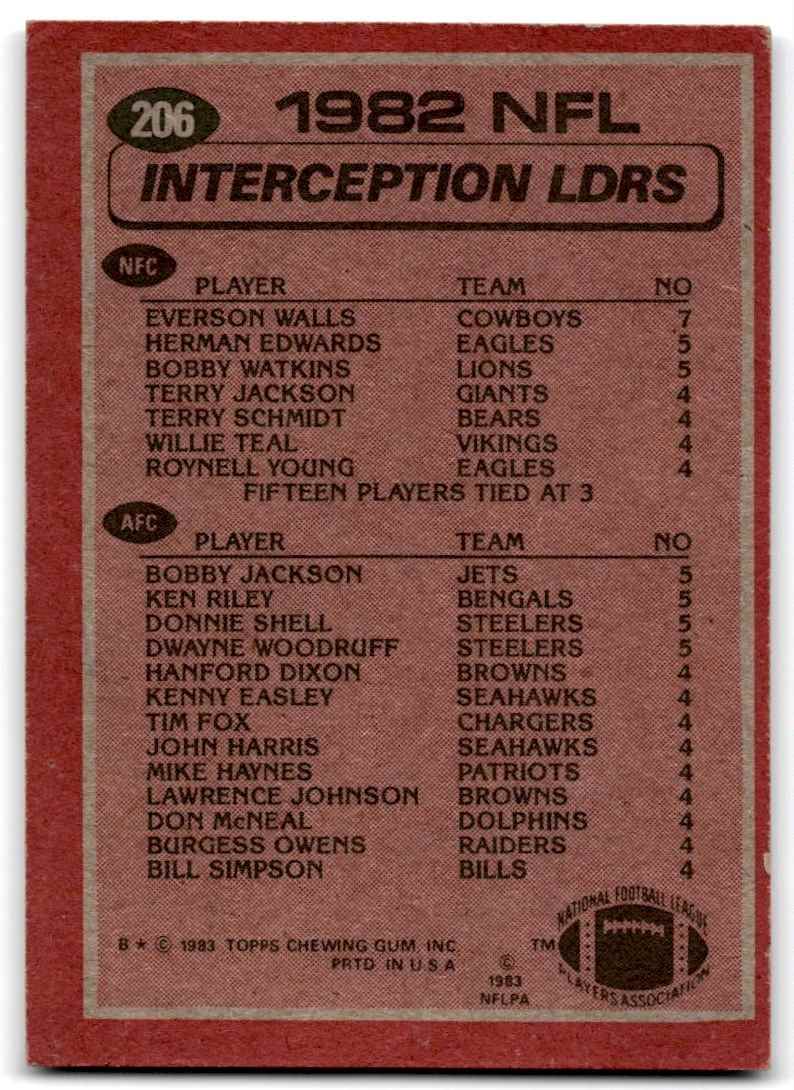 206 1982 NFL
INTERCEPTION LDRS
NFC
PLAYER TEAM NO
EVERSON WALLS COWBOYS 7
HERMAN EDWARDS EAGLES 5
BOBBY WATKINS LIONS 5
TERRY JACKSON GIANTS 4
TERRY SCHMIDT BEARS 4
WILLIE TEAL VIKINGS 4
ROYNELL YOUNG EAGLES 4
FIFTEEN PLAYERS TIED AT 3
AFC
PLAYER TEAM NO
BOBBY JACKSON JETS 5
KEN RILEY BENGALS 5
DONNIE SHELL STEELERS 5
DWAYNE WOODRUFF STEELERS 5
HANFORD DIXON BROWNS 4
KENNY EASLEY SEAHAWKS 4
TIM FOX CHARGERS 4
JOHN HARRIS SEAHAWKS 4
MIKE HAYNES PATRIOTS 4
LAWRENCE JOHNSON BROWNS 4
DON McNEAL DOLPHINS 4
BURGESS OWENS RAIDERS 4
BILL SIMPSON BILLS 4
B * © 1983 TOPPS CHEWING GUM, INC.
PRTD. IN U.S.A.
©
1983
NFLPA
TM
NATIONAL FOOTBALL LEAGUE
PLAYERS ASSOCIATION